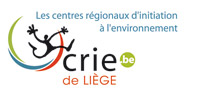 Les centres régionaux d'initiation
à l'environnement
crie.be
de LIÈGE